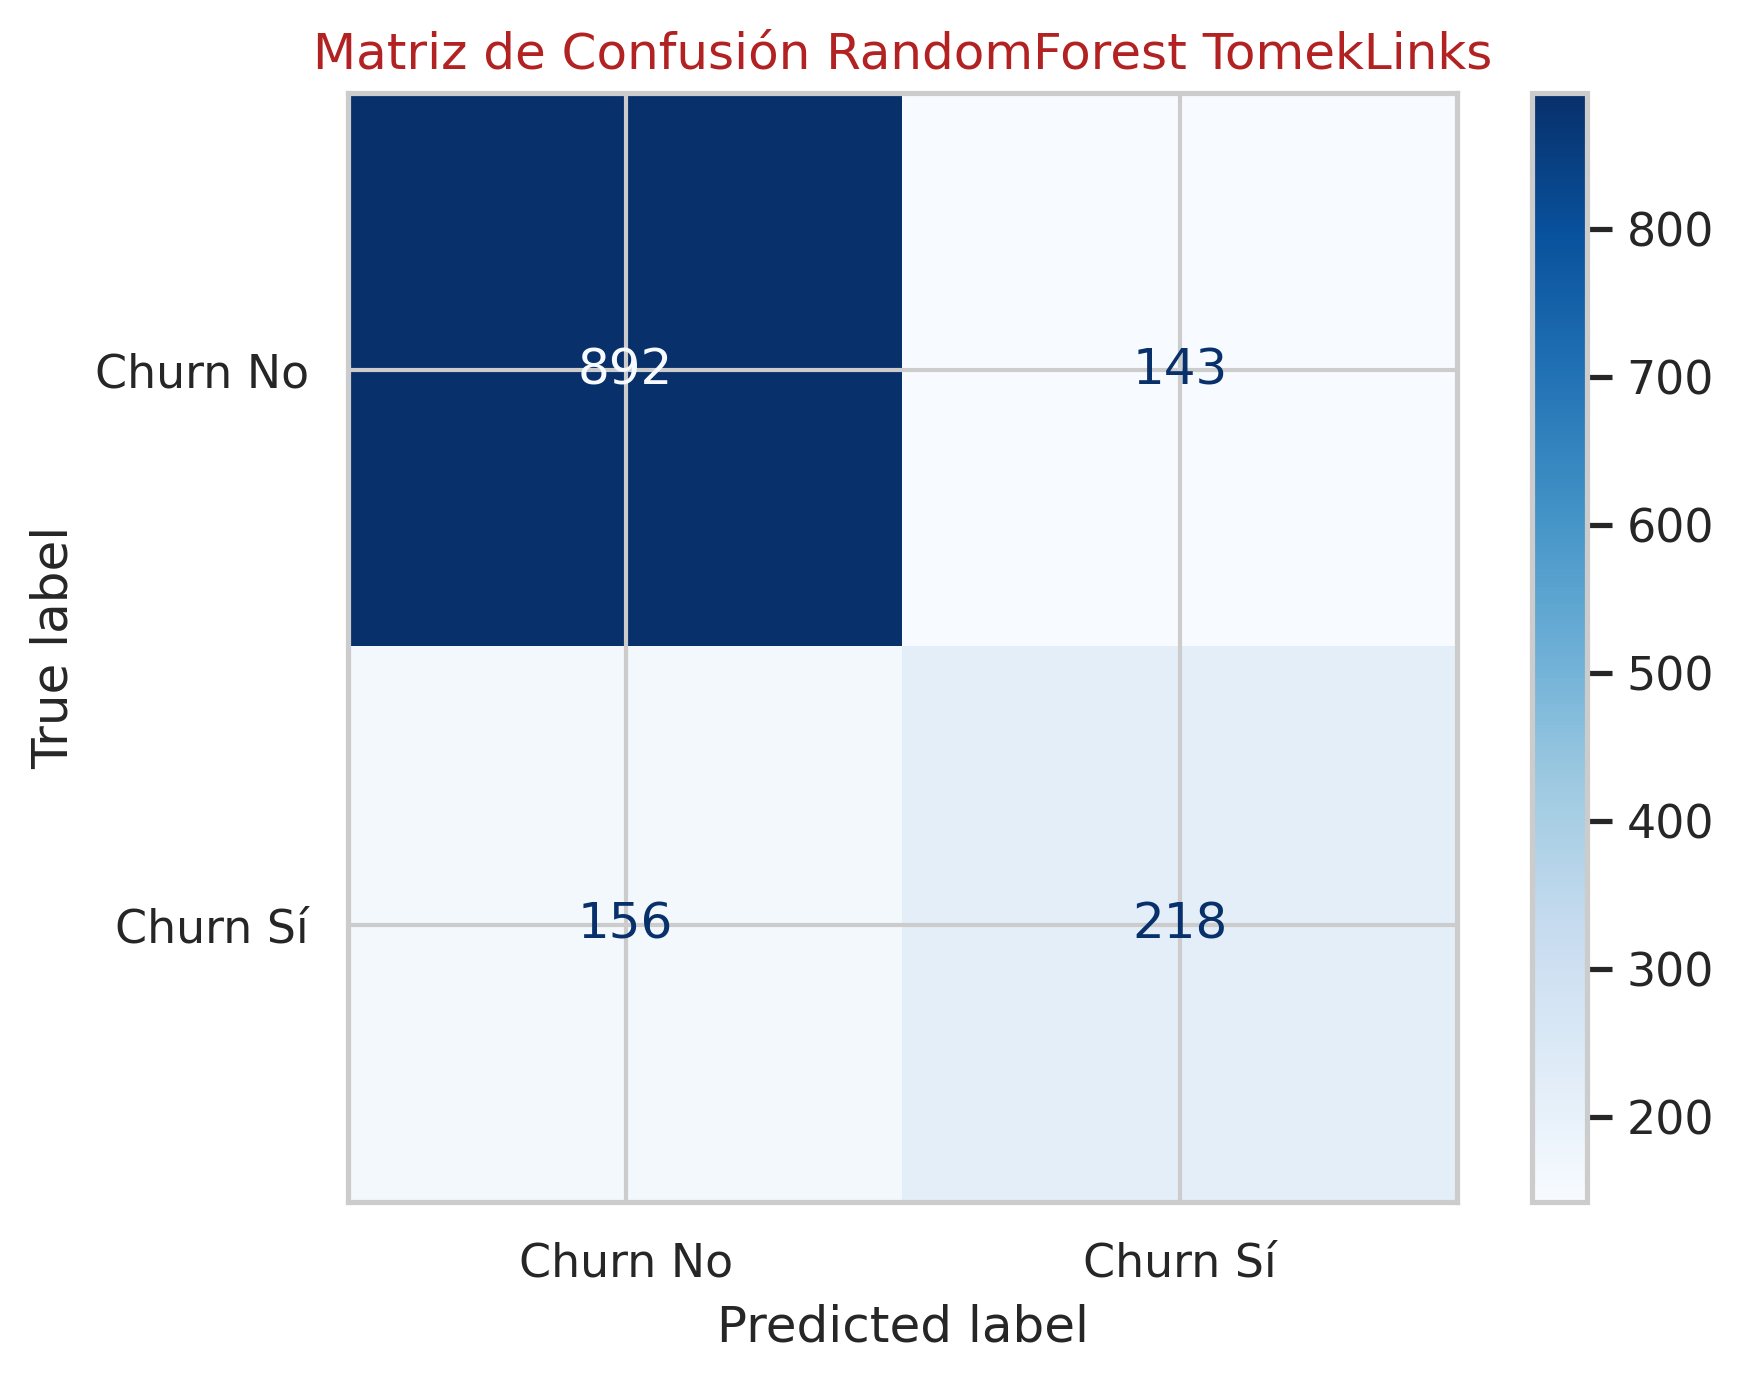 Matriz de Confusión RandomForest TomekLinks
True label
Churn No
892
143
Churn Sí
156
218
Churn No
Churn Sí
Predicted label
800
700
600
500
400
300
200